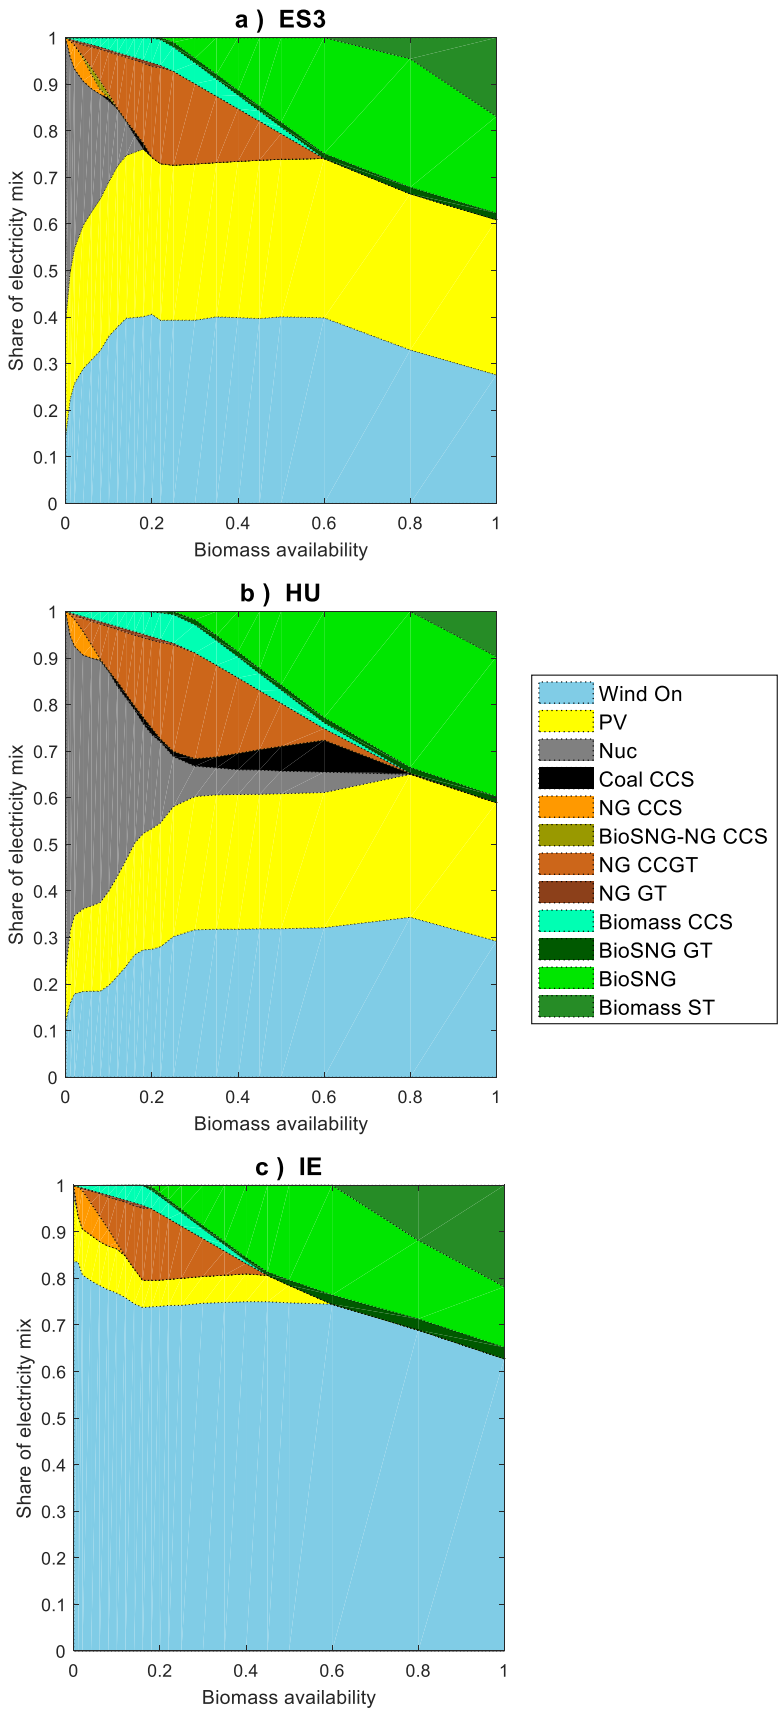 a )  ES3
1
0.9
0.8
0.7
0.6
0.5
0.4
0.3
0.2
0.1
0
Share of electricity mix
0 0.2 0.4 0.6 0.8 1
Biomass availability
b )  HU
1
0.9
0.8
0.7
0.6
0.5
0.4
0.3
0.2
0.1
0
Share of electricity mix
0 0.2 0.4 0.6 0.8 1
Biomass availability
Wind On
PV
Nuc
Coal CCS
NG CCS
BioSNG-NG CCS
NG CCGT
NG GT
Biomass CCS
BioSNG GT
BioSNG
Biomass ST
c )  IE
1
0.9
0.8
0.7
0.6
0.5
0.4
0.3
0.2
0.1
0
Share of electricity mix
0 0.2 0.4 0.6 0.8 1
Biomass availability